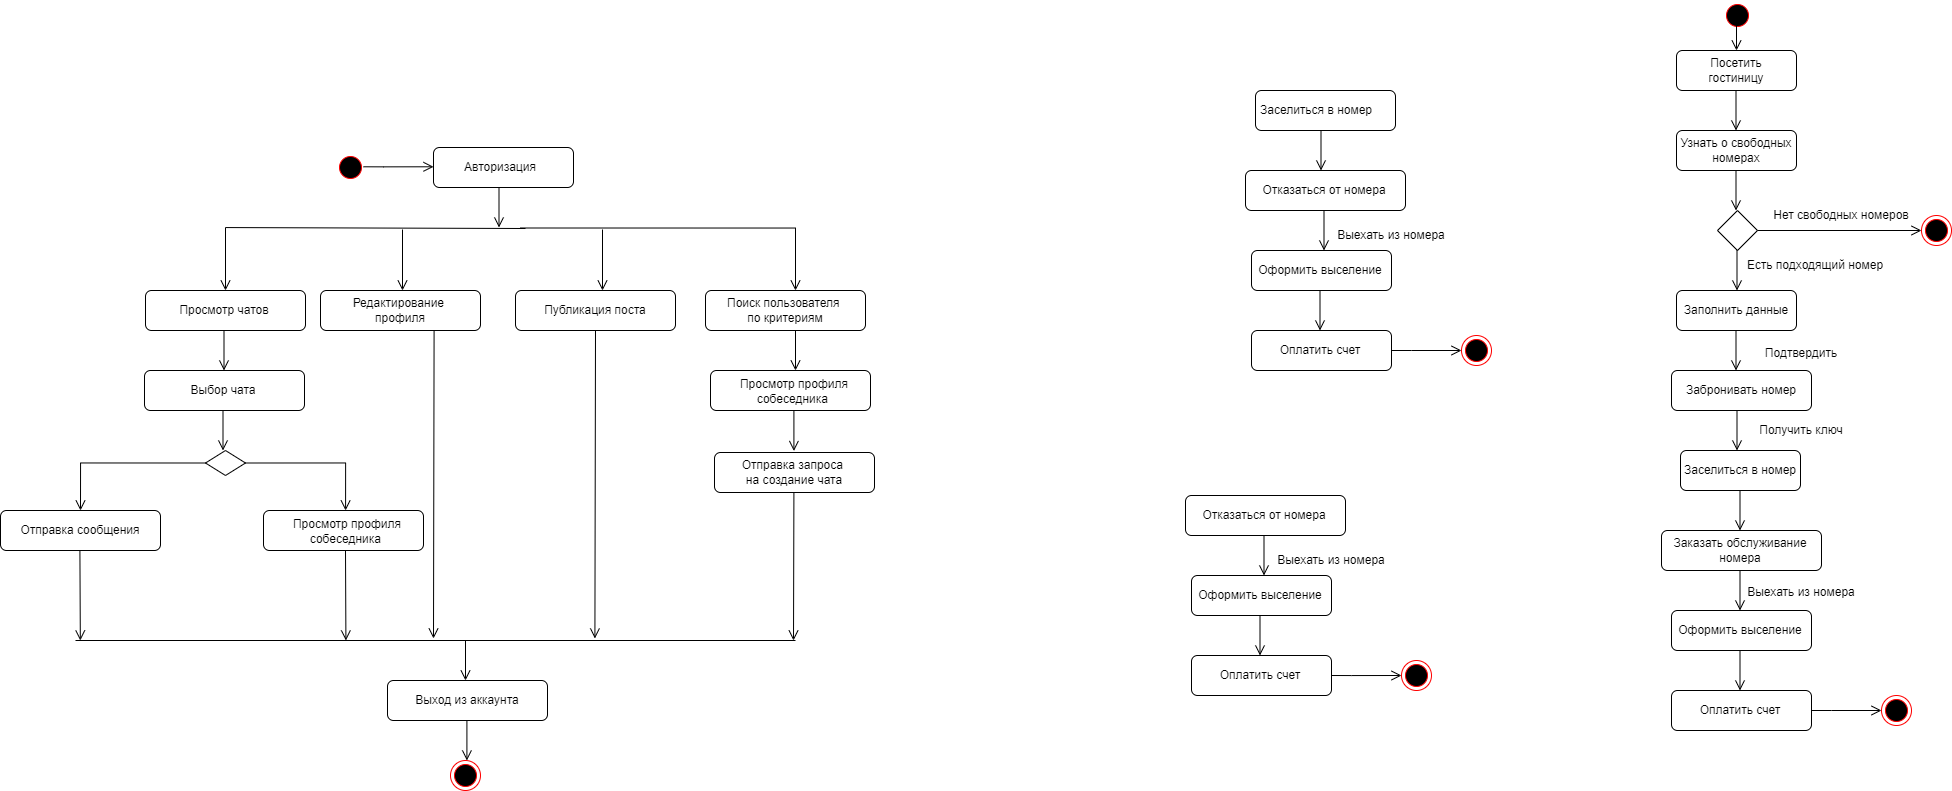 Авторизация
Просмотр чатов
Редактирование
профиля
Публикация поста
Поиск пользователя
по критериям
Выбор чата
Просмотр профиля
собеседника
Отправка запроса
на создание чата
Отправка сообщения
Просмотр профиля
собеседника
Выход из аккаунта
Заселиться в номер
Отказаться от номера
Выехать из номера
Оформить выселение
Оплатить счет
Отказаться от номера
Выехать из номера
Оформить выселение
Оплатить счет
Посетить
гостиницу
Узнать о свободных
номерах
Нет свободных номеров
Есть подходящий номер
Заполнить данные
Подтвердить
Забронивать номер
Получить ключ
Заселиться в номер
Заказать обслуживание
номера
Выехать из номера
Оформить выселение
Оплатить счет